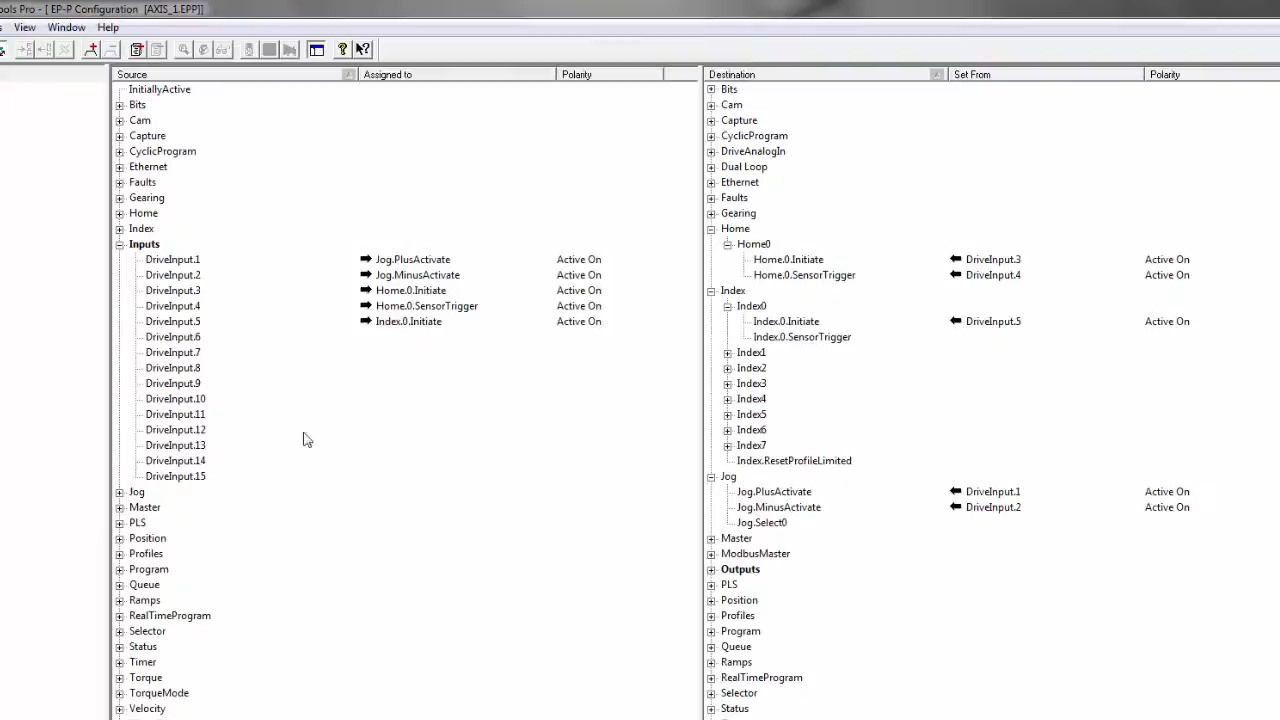 ols Pro - [ EP-P Configuration [AXIS_1.EPP]]
s View Window Help
Source Assigned to Polarity
InitiallyActive
Bits
Cam
Capture
CyclicProgram
Ethernet
Faults
Gearing
Home
Index
Inputs
DriveInput.1 Jog.PlusActivate Active On
DriveInput.2 Jog.MinusActivate Active On
DriveInput.3 Home.0.Initiate Active On
DriveInput.4 Home.0.SensorTrigger Active On
DriveInput.5 Index.0.Initiate Active On
DriveInput.6
DriveInput.7
DriveInput.8
DriveInput.9
DriveInput.10
DriveInput.11
DriveInput.12
DriveInput.13
DriveInput.14
DriveInput.15
Jog
Master
PLS
Position
Profiles
Program
Queue
Ramps
RealTimeProgram
Selector
Status
Timer
Torque
TorqueMode
Velocity
Destination Set From Polarity
Bits
Cam
Capture
CyclicProgram
DriveAnalogIn
Dual Loop
Ethernet
Faults
Gearing
Home
Home0
Home.0.Initiate DriveInput.3 Active On
Home.0.SensorTrigger DriveInput.4 Active On
Index
Index0
Index.0.Initiate DriveInput.5 Active On
Index.0.SensorTrigger
Index1
Index2
Index3
Index4
Index5
Index6
Index7
Index.ResetProfileLimited
Jog
Jog.PlusActivate DriveInput.1 Active On
Jog.MinusActivate DriveInput.2 Active On
Jog.Select0
Master
ModbusMaster
Outputs
PLS
Position
Profiles
Program
Queue
Ramps
RealTimeProgram
Selector
Status